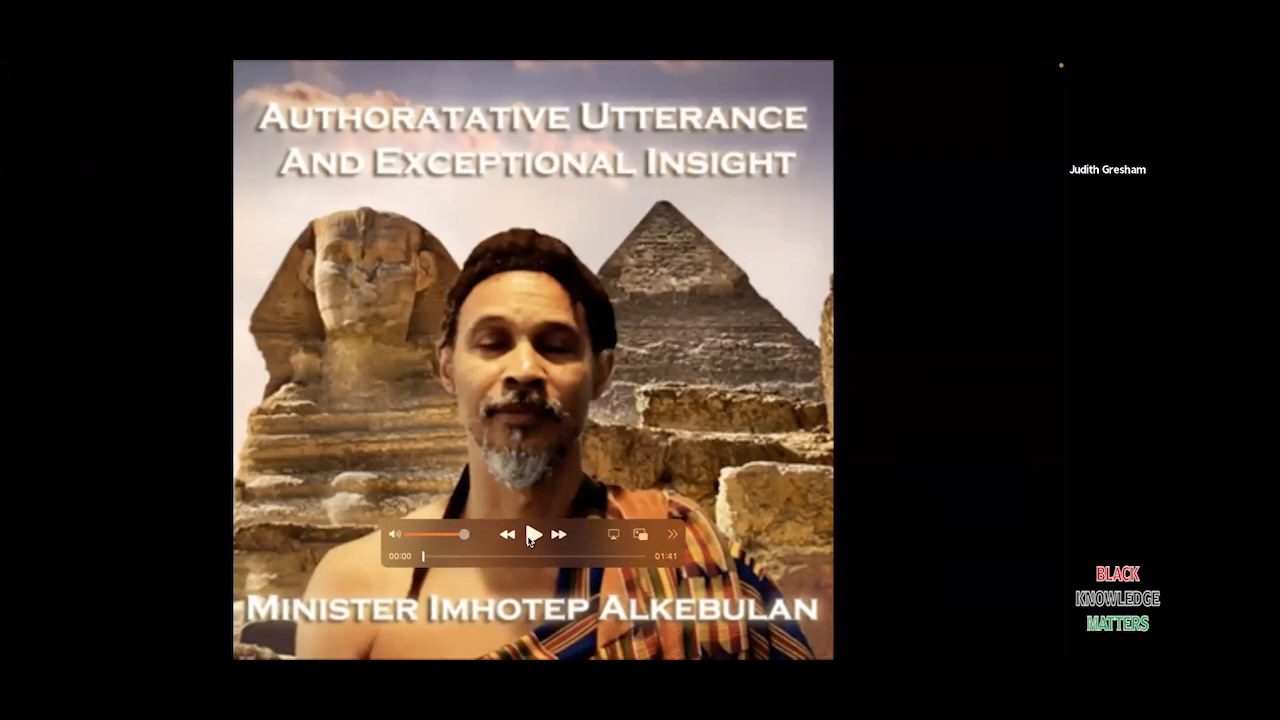 AUTHORATATIVE UTTERANCE
AND EXCEPTIONAL INSIGHT
Judith Gresham
00:00
01:41
MINISTER IMHOTEP ALKEBULAN
BLACK
KNOWLEDGE
MATTERS